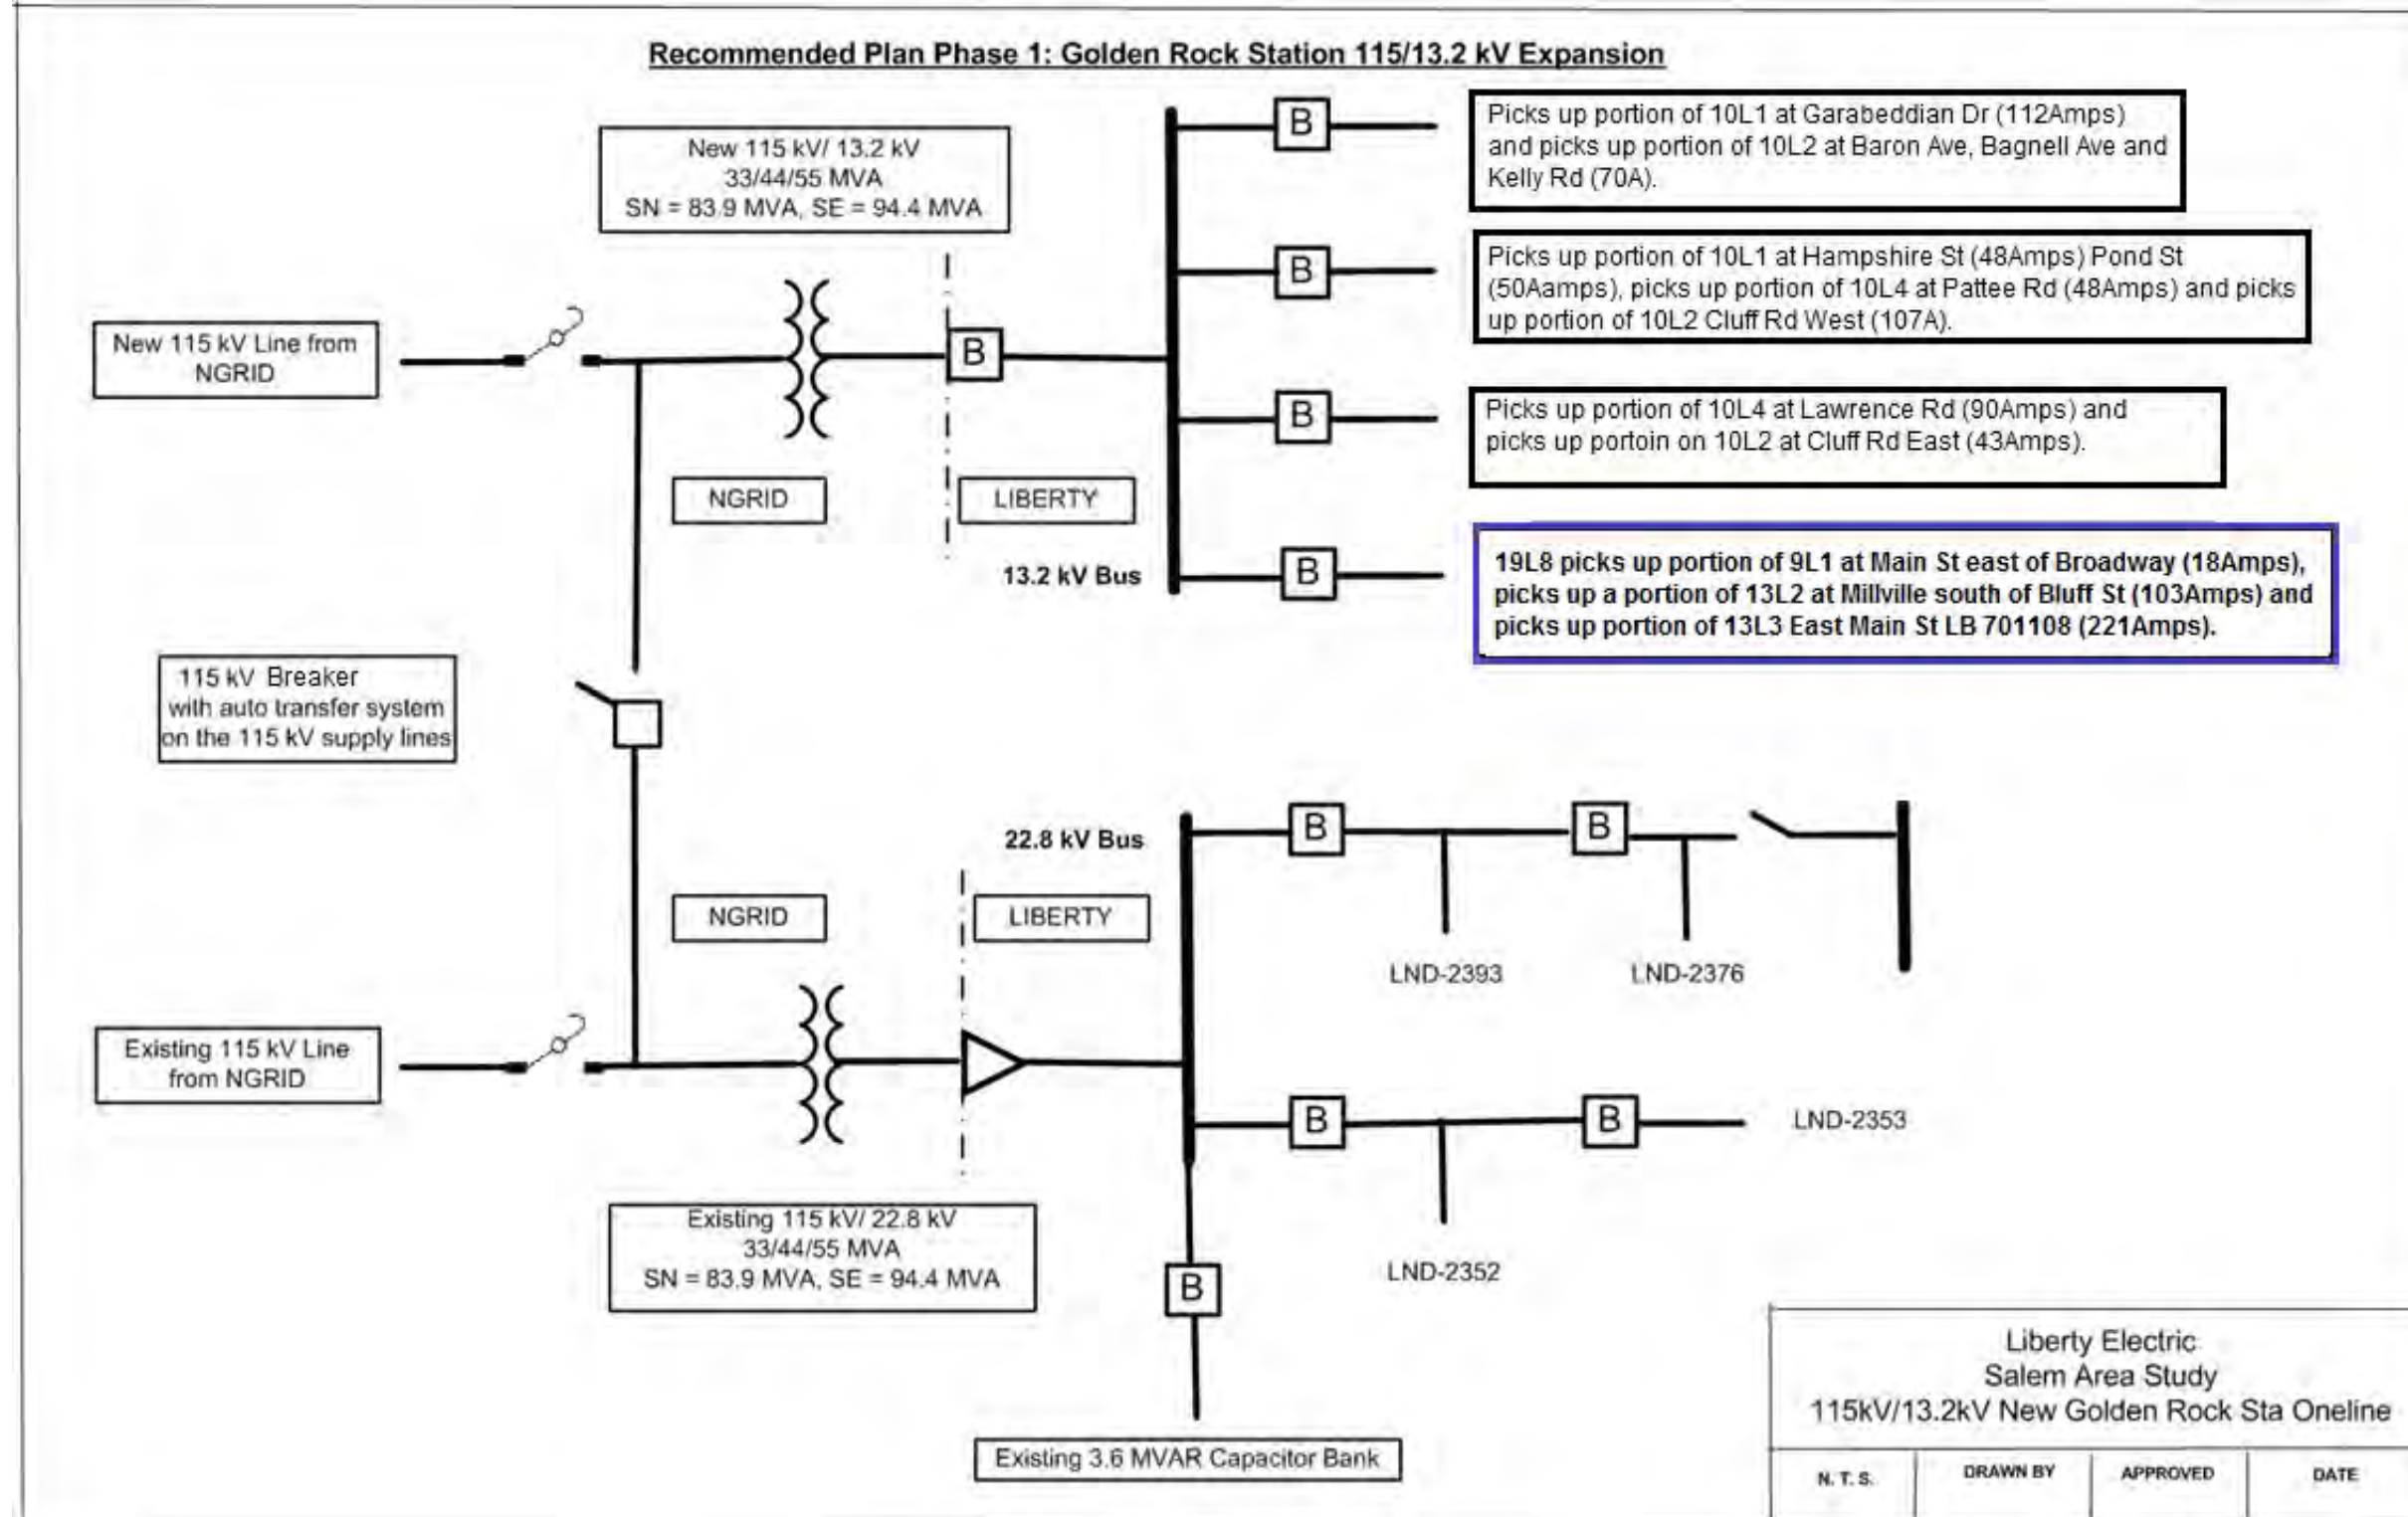 Recommended Plan Phase 1: Golden Rock Station 115/13.2 kV Expansion
New 115 kV/ 13.2 kV
33/44/55 MVA
SN = 83.9 MVA, SE = 94.4 MVA
B
Picks up portion of 10L1 at Garabeddian Dr (112Amps)
and picks up portion of 10L2 at Baron Ave, Bagnell Ave and
Kelly Rd (70A).
B
Picks up portion of 10L1 at Hampshire St (48Amps) Pond St
(50Aamps), picks up portion of 10L4 at Pattee Rd (48Amps) and picks
up portion of 10L2 Cluff Rd West (107A).
New 115 kV Line from
NGRID
B
B
Picks up portion of 10L4 at Lawrence Rd (90Amps) and
picks up portoin on 10L2 at Cluff Rd East (43Amps).
NGRID
LIBERTY
13.2 kV Bus
B
19L8 picks up portion of 9L1 at Main St east of Broadway (18Amps),
picks up a portion of 13L2 at Millville south of Bluff St (103Amps) and
picks up portion of 13L3 East Main St LB 701108 (221Amps).
115 kV Breaker
with auto transfer system
on the 115 kV supply lines
22.8 kV Bus
B
B
NGRID
LIBERTY
LND-2393
LND-2376
Existing 115 kV Line
from NGRID
B
B
LND-2353
Existing 115 kV/ 22.8 kV
33/44/55 MVA
SN = 83.9 MVA, SE = 94.4 MVA
LND-2352
B
Existing 3.6 MVAR Capacitor Bank
Liberty Electric
Salem Area Study
115kV/13.2kV New Golden Rock Sta Oneline
N. T. S.
DRAWN BY
APPROVED
DATE